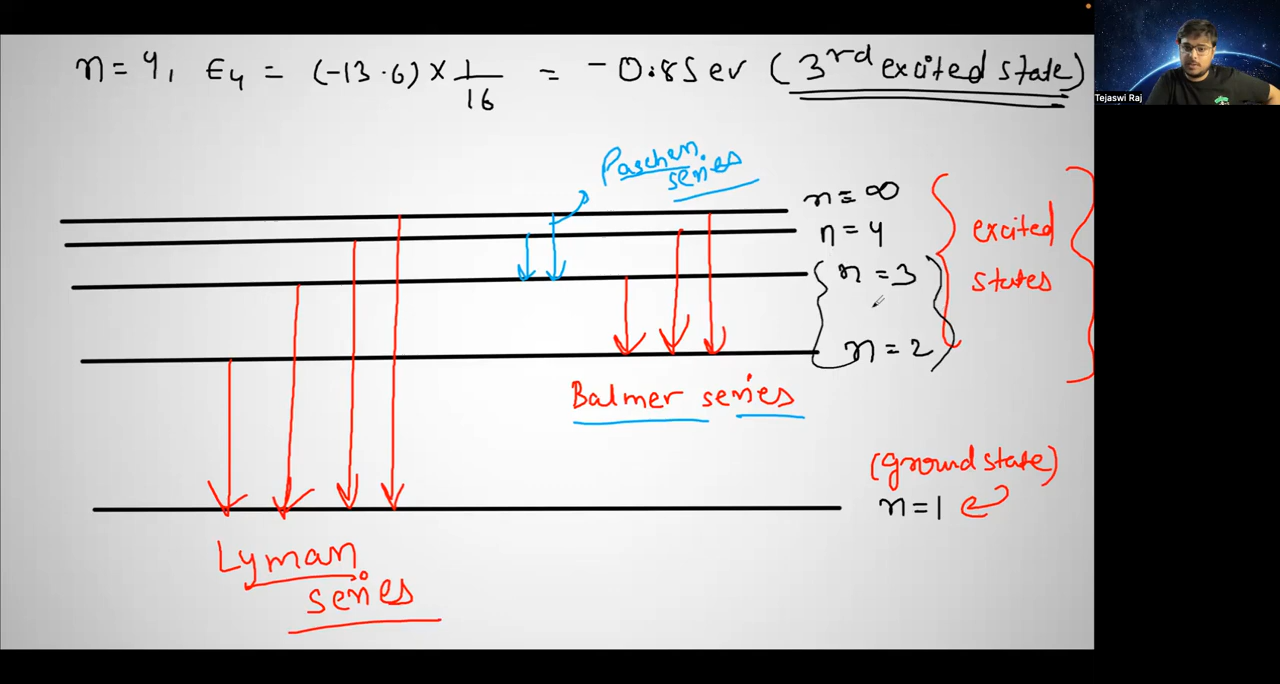 n = 4, E4 = (-13.6) × 1/16 = -0.85 ev (3rd excited state)
Tejaswi Raj
Paschen
series
n = ∞
n = 4
n = 3
n = 2
excited
states
Balmer series
(ground state)
n = 1
Lyman
series